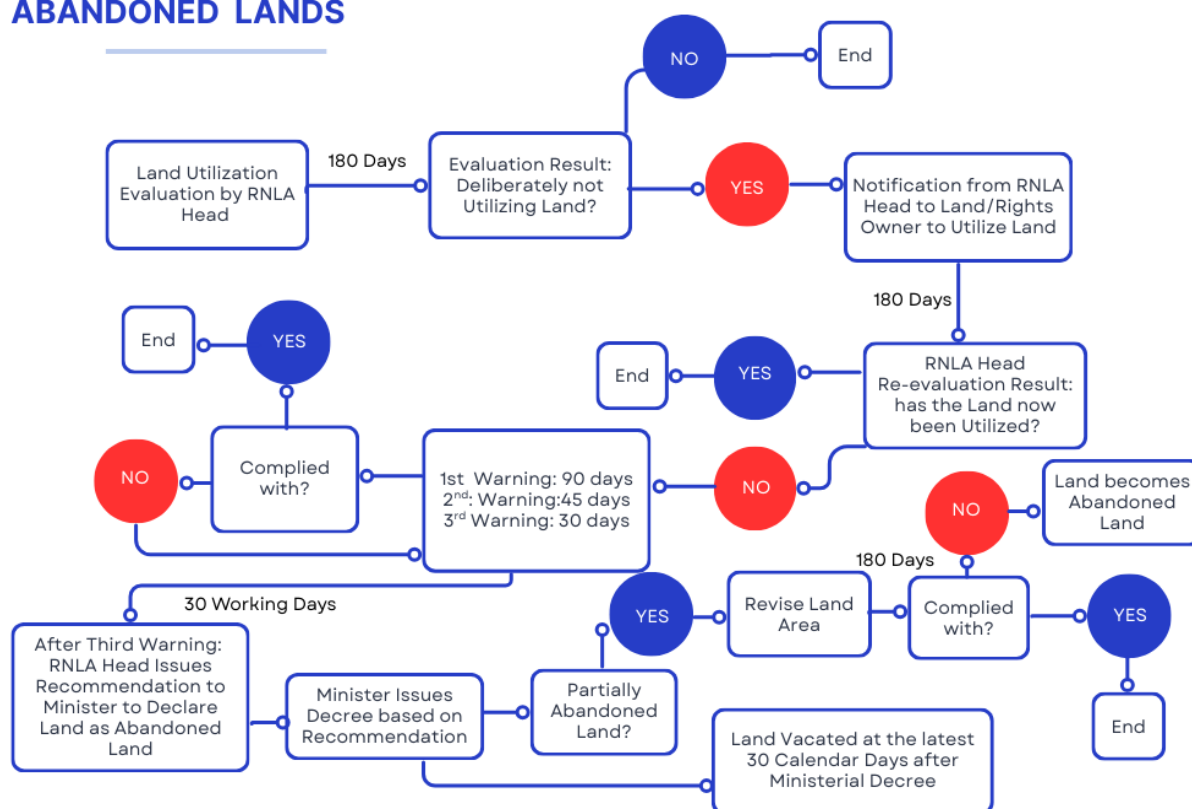 ABANDONED LANDS
NO
End
Land Utilization
Evaluation by RNLA
Head
180 Days
Evaluation Result:
Deliberately not
Utilizing Land?
YES
Notification from RNLA
Head to Land/Rights
Owner to Utilize Land
180 Days
End
YES
End
YES
RNLA Head
Re-evaluation Result:
has the Land now
been Utilized?
NO
Complied
with?
1st Warning: 90 days
2nd: Warning:45 days
3rd Warning: 30 days
NO
NO
Land becomes
Abandoned
Land
180 Days
30 Working Days
After Third Warning:
RNLA Head Issues
Recommendation to
Minister to Declare
Land as Abandoned
Land
Minister Issues
Decree based on
Recommendation
Partially
Abandoned
Land?
YES
Revise Land
Area
Complied
with?
YES
End
Land Vacated at the latest
30 Calendar Days after
Ministerial Decree